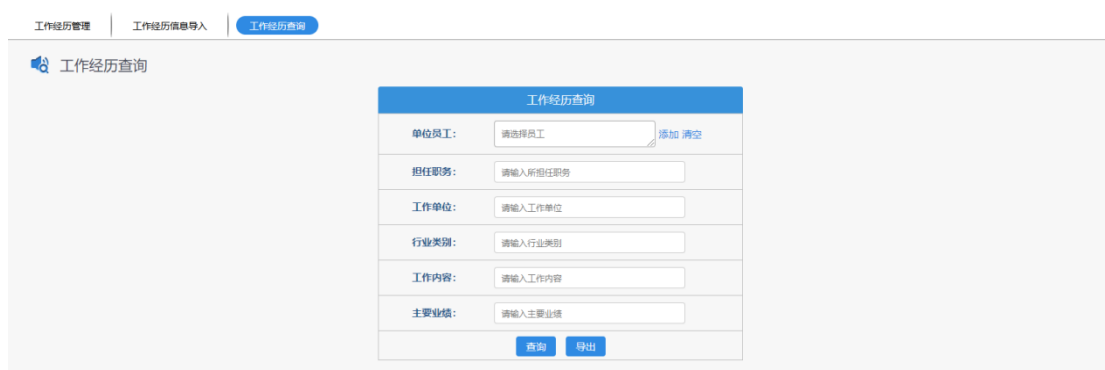 工作经历管理 工作经历信息导入 工作经历查询
工作经历查询
工作经历查询
单位员工： 请选择员工 添加 清空
担任职务： 请输入所担任职务
工作单位： 请输入工作单位
行业类别： 请输入行业类别
工作内容： 请输入工作内容
主要业绩： 请输入主要业绩
查询 导出